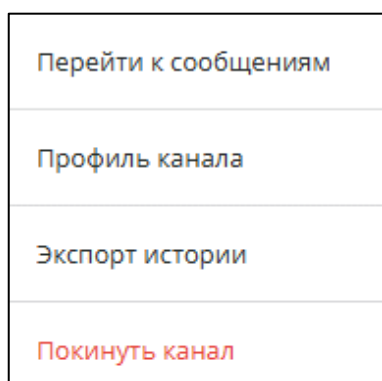 Перейти к сообщениям
Профиль канала
Экспорт истории
Покинуть канал